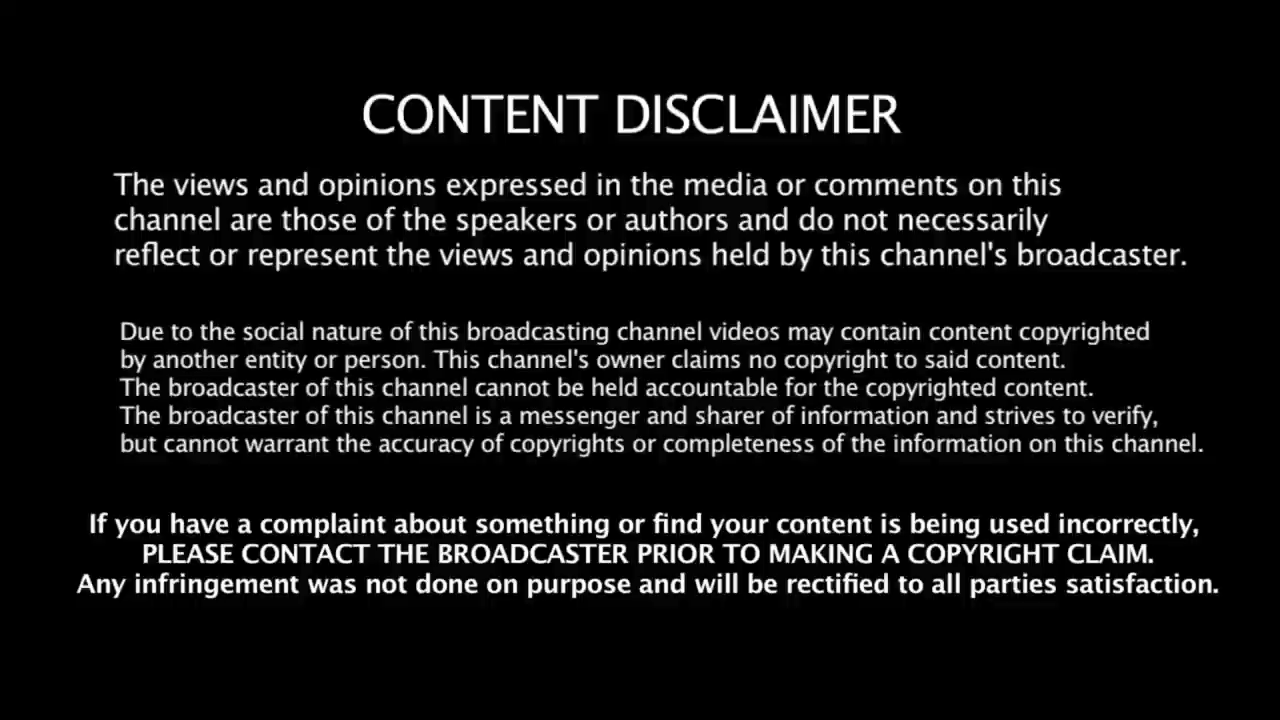 CONTENT DISCLAIMER
The views and opinions expressed in the media or comments on this
channel are those of the speakers or authors and do not necessarily
reflect or represent the views and opinions held by this channel's broadcaster.
Due to the social nature of this broadcasting channel videos may contain content copyrighted
by another entity or person. This channel's owner claims no copyright to said content.
The broadcaster of this channel cannot be held accountable for the copyrighted content.
The broadcaster of this channel is a messenger and sharer of information and strives to verify,
but cannot warrant the accuracy of copyrights or completeness of the information on this channel.
If you have a complaint about something or find your content is being used incorrectly,
PLEASE CONTACT THE BROADCASTER PRIOR TO MAKING A COPYRIGHT CLAIM.
Any infringement was not done on purpose and will be rectified to all parties satisfaction.